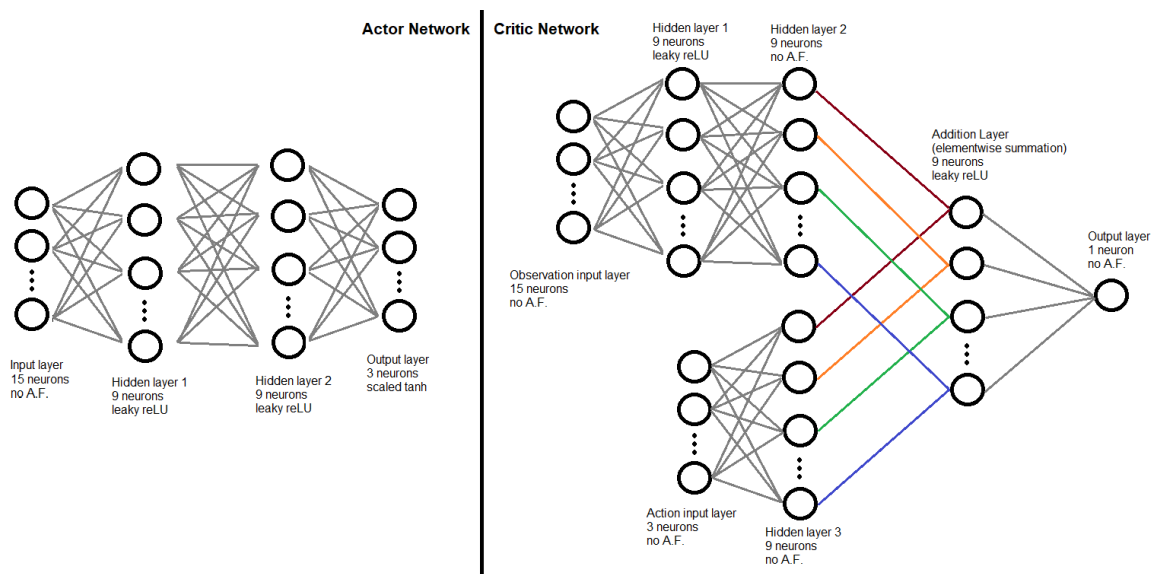 Actor Network
Input layer
15 neurons
no A.F.
Hidden layer 1
9 neurons
leaky reLU
Hidden layer 2
9 neurons
leaky reLU
Output layer
3 neurons
scaled tanh
Critic Network
Hidden layer 1
9 neurons
leaky reLU
Hidden layer 2
9 neurons
no A.F.
Observation input layer
15 neurons
no A.F.
Addition Layer
(elementwise summation)
9 neurons
leaky reLU
Output layer
1 neuron
no A.F.
Action input layer
3 neurons
no A.F.
Hidden layer 3
9 neurons
no A.F.